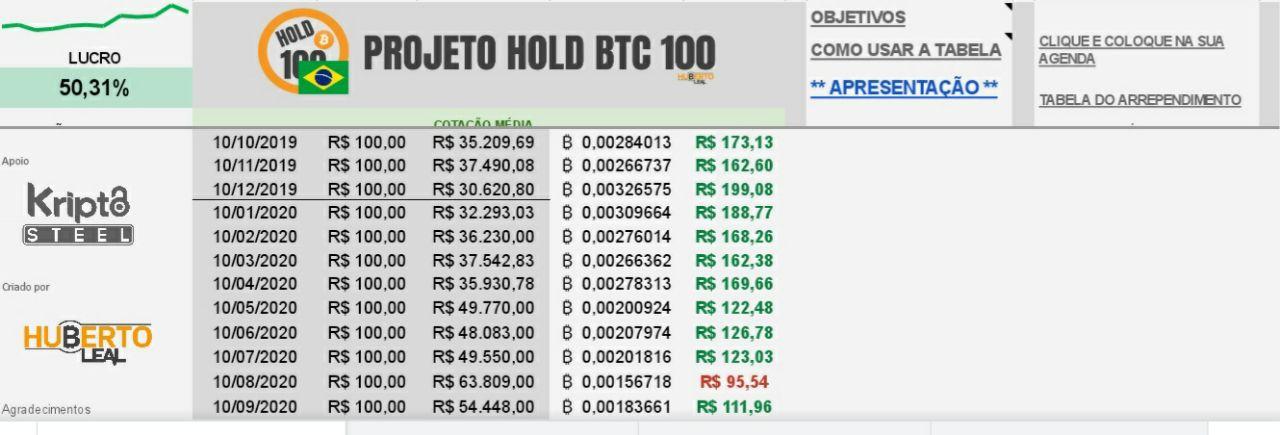 LUCRO
50,31%
HOLD
100
PROJETO HOLD BTC 100
HUBERTO
LEAL
OBJETIVOS
COMO USAR A TABELA
** APRESENTAÇÃO **
CLIQUE E COLOQUE NA SUA
AGENDA
TABELA DO ARREPENDIMENTO
COTAÇÃO MÉDIA
10/10/2019 R$ 100,00 R$ 35.209,69 ₿ 0,00284013 R$ 173,13
10/11/2019 R$ 100,00 R$ 37.490,08 ₿ 0,00266737 R$ 162,60
10/12/2019 R$ 100,00 R$ 30.620,80 ₿ 0,00326575 R$ 199,08
10/01/2020 R$ 100,00 R$ 32.293,03 ₿ 0,00309664 R$ 188,77
10/02/2020 R$ 100,00 R$ 36.230,00 ₿ 0,00276014 R$ 168,26
10/03/2020 R$ 100,00 R$ 37.542,83 ₿ 0,00266362 R$ 162,38
10/04/2020 R$ 100,00 R$ 35.930,78 ₿ 0,00278313 R$ 169,66
10/05/2020 R$ 100,00 R$ 49.770,00 ₿ 0,00200924 R$ 122,48
10/06/2020 R$ 100,00 R$ 48.083,00 ₿ 0,00207974 R$ 126,78
10/07/2020 R$ 100,00 R$ 49.550,00 ₿ 0,00201816 R$ 123,03
10/08/2020 R$ 100,00 R$ 63.809,00 ₿ 0,00156718 R$ 95,54
10/09/2020 R$ 100,00 R$ 54.448,00 ₿ 0,00183661 R$ 111,96
Apoio
Kripto
STEEL
Criado por
HUBERTO
LEAL
Agradecimentos